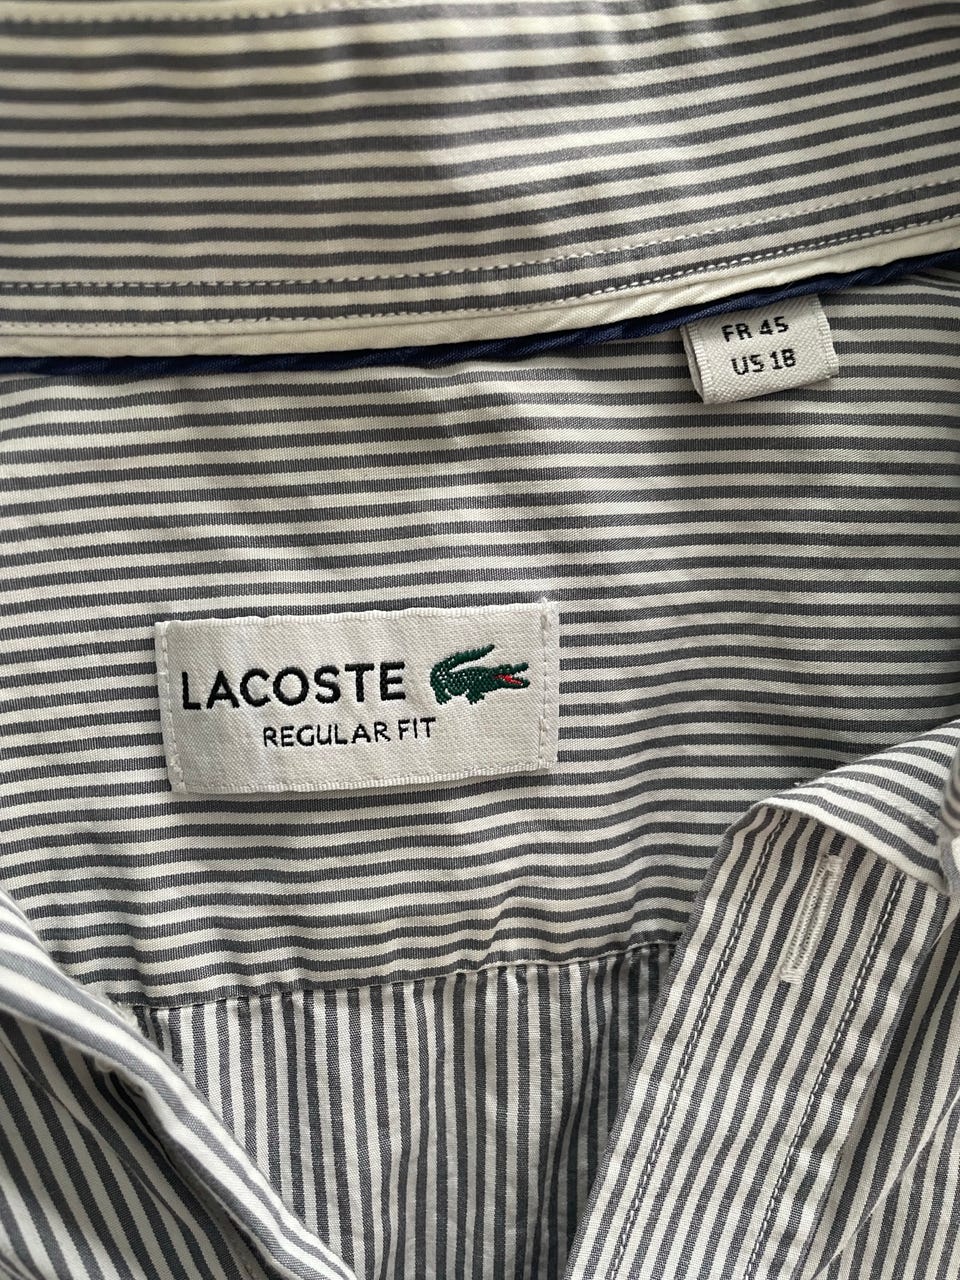 FR 45
US 18
LACOSTE
REGULAR FIT